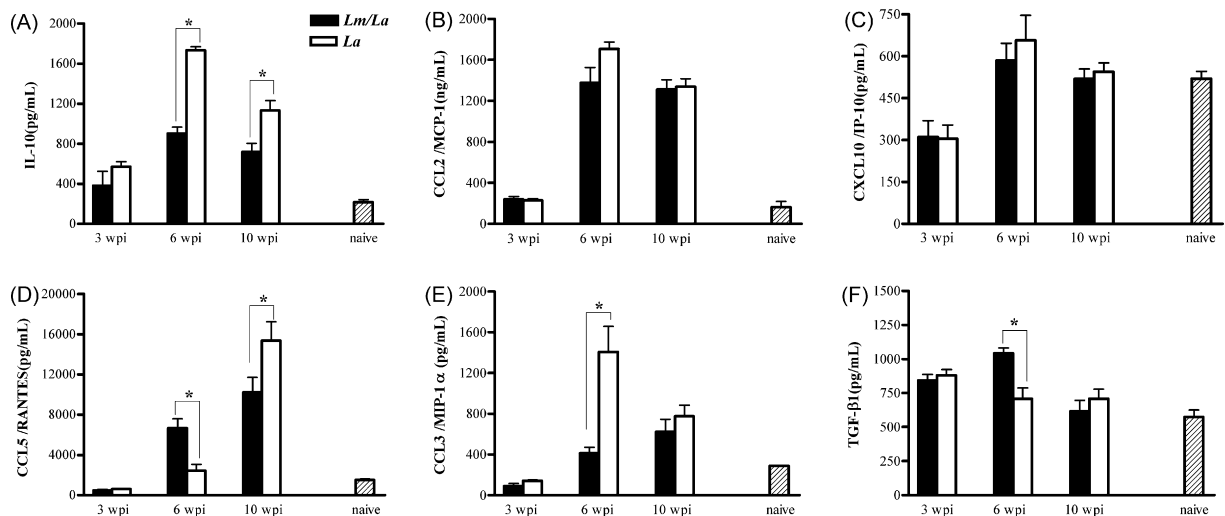 (A)
IL-10(pg/mL)
2000
1600
1200
800
400
0
*
*
Lm/La
La
3 wpi 6 wpi 10 wpi naive
(B)
CCL2 /MCP-1(ng/mL)
2000
1600
1200
800
400
0
3 wpi 6 wpi 10 wpi naive
(C)
CXCL10 /IP-10(pg/mL)
750
600
450
300
150
0
3 wpi 6 wpi 10 wpi naive
(D)
CCL5 /RANTES(pg/mL)
20000
16000
12000
8000
4000
0
*
*
3 wpi 6 wpi 10 wpi naive
(E)
CCL3 /MIP-1 α (pg/mL)
2000
1600
1200
800
400
0
*
3 wpi 6 wpi 10 wpi naive
(F)
TGF-β1(pg/mL)
1500
1250
1000
750
500
250
0
*
3 wpi 6 wpi 10 wpi naive